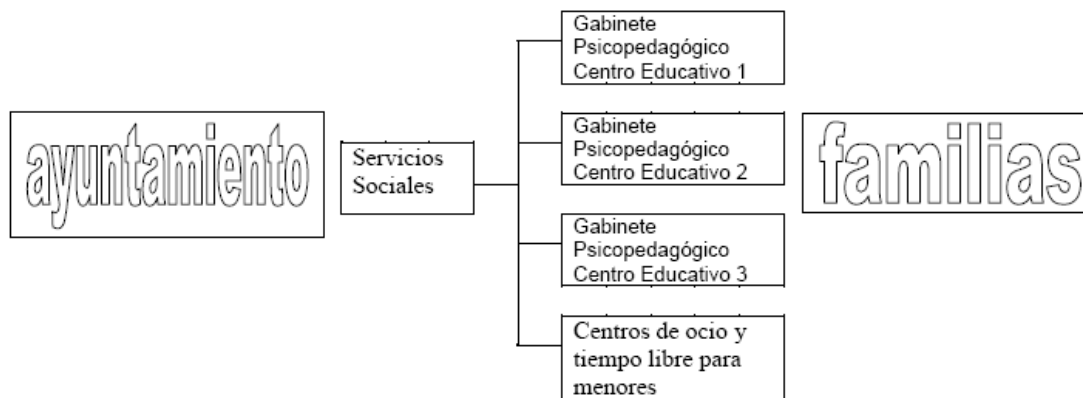 ayuntamiento
Servicios
Sociales
Gabinete
Psicopedagógico
Centro Educativo 1
Gabinete
Psicopedagógico
Centro Educativo 2
Gabinete
Psicopedagógico
Centro Educativo 3
Centros de ocio y
tiempo libre para
menores
familias